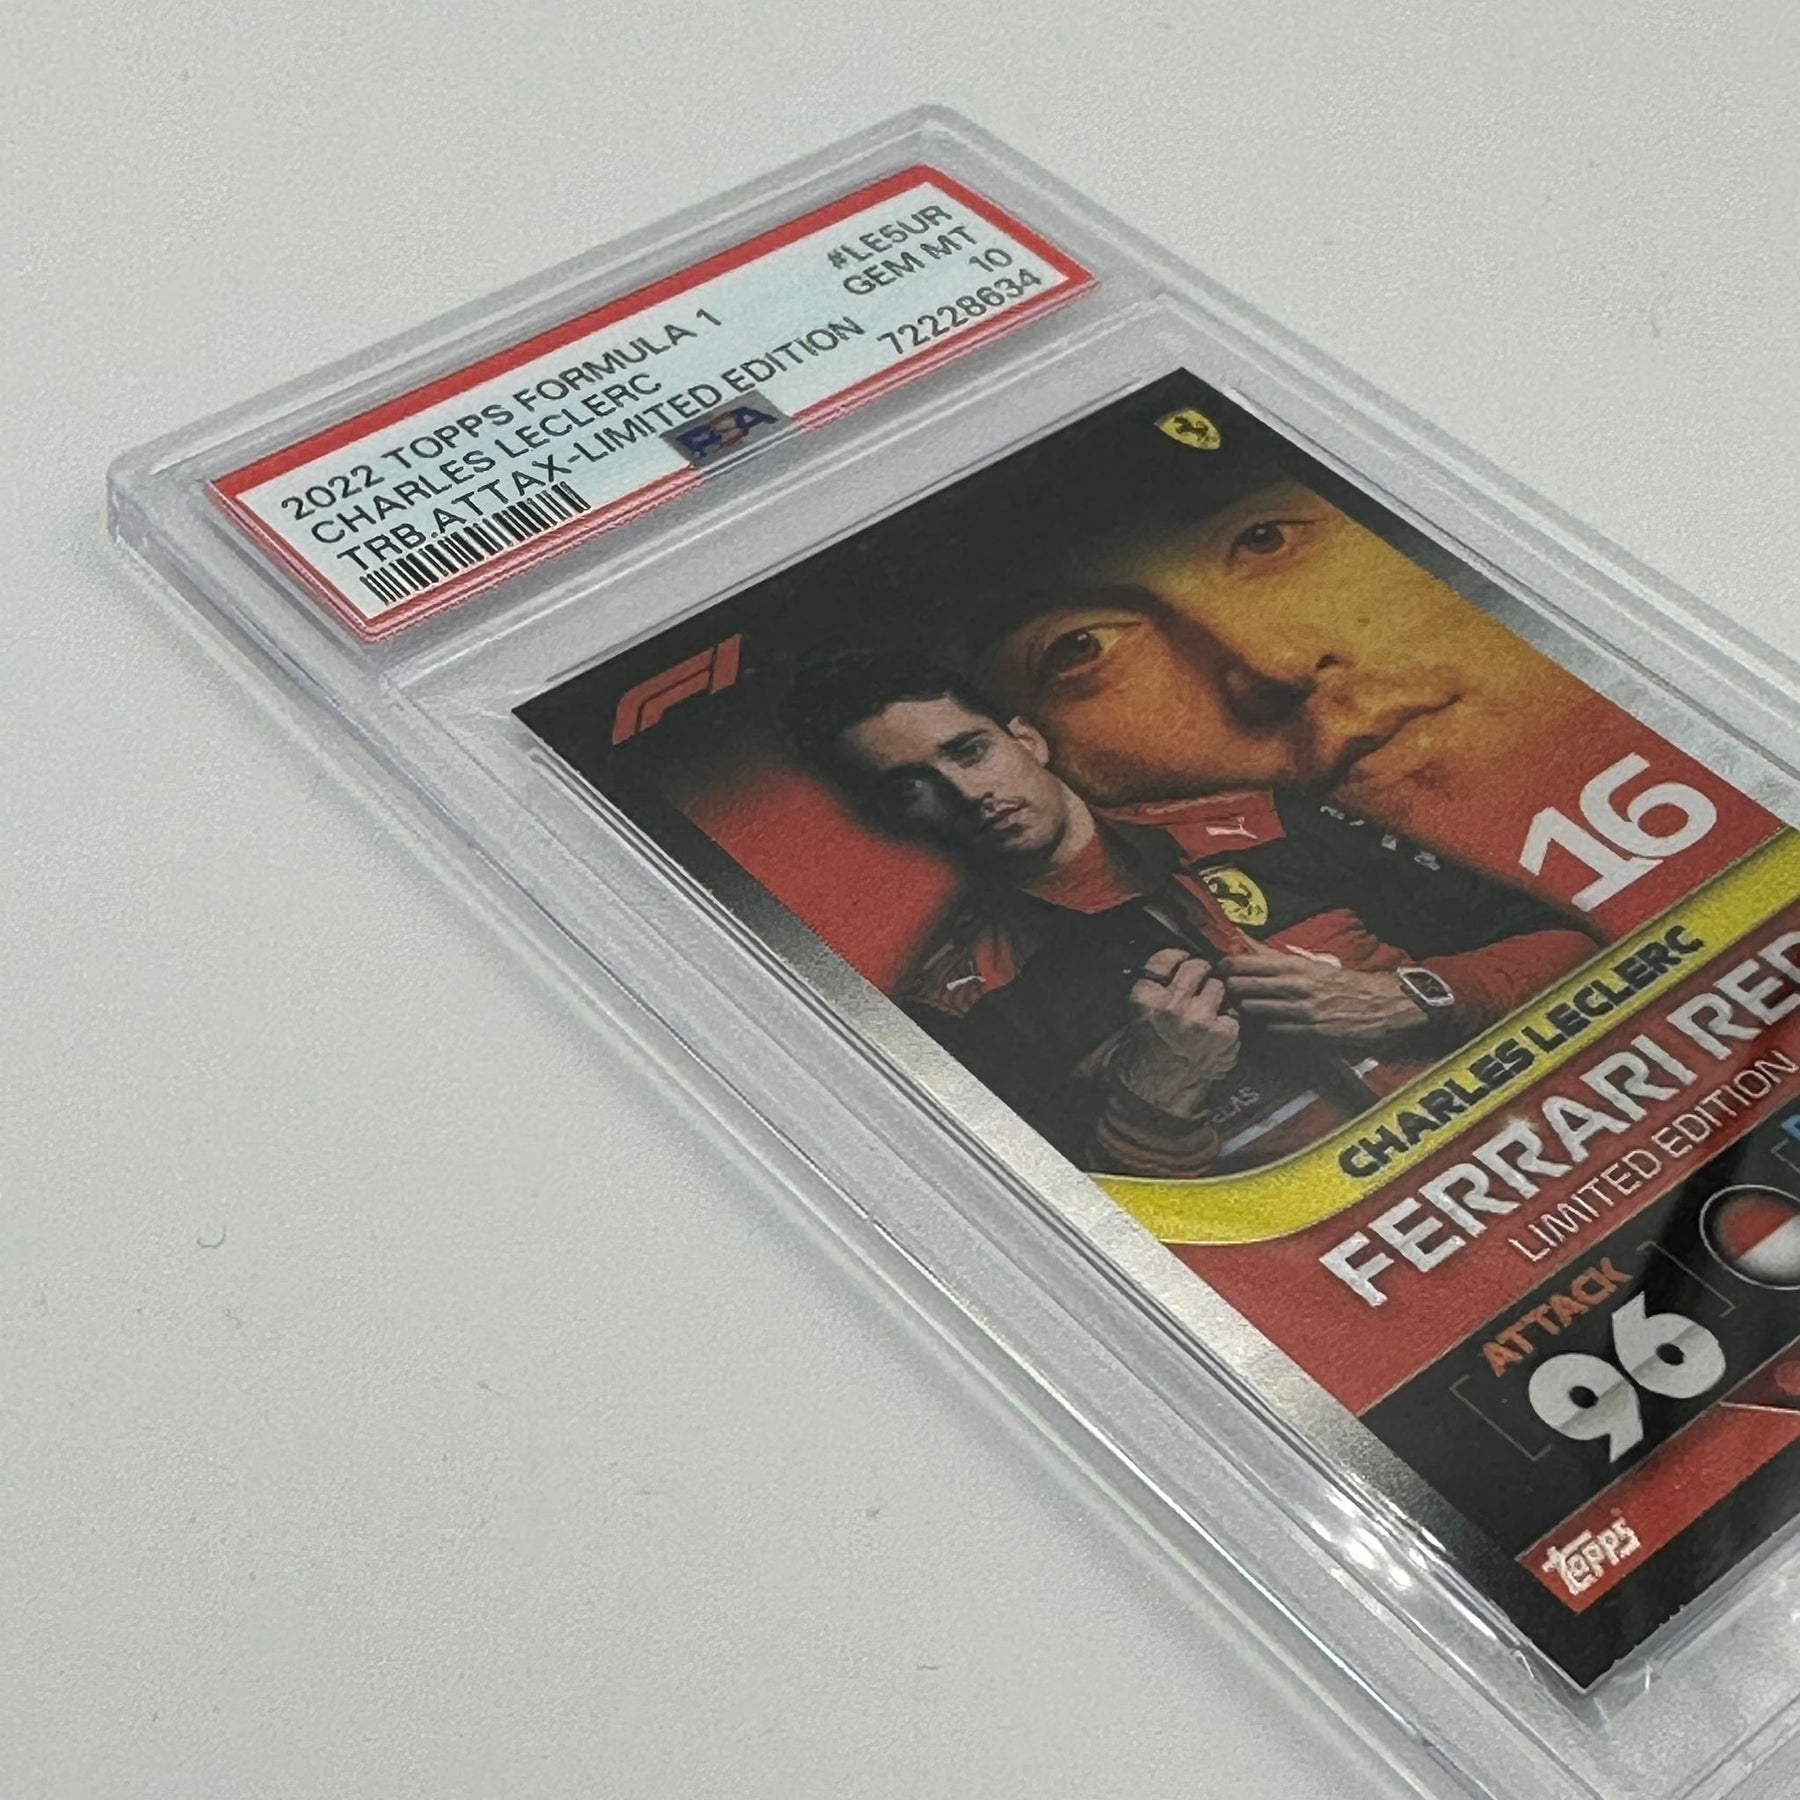 2022 TOPPS FORMULA 1
CHARLES LECLERC
TRB.ATTAX-LIMITED EDITION
#LE5UR
GEM MT
10
72228634
PSA
F1
16
CHARLES LECLERC
FERRARI RED
LIMITED EDITION
ATTACK
96
topps